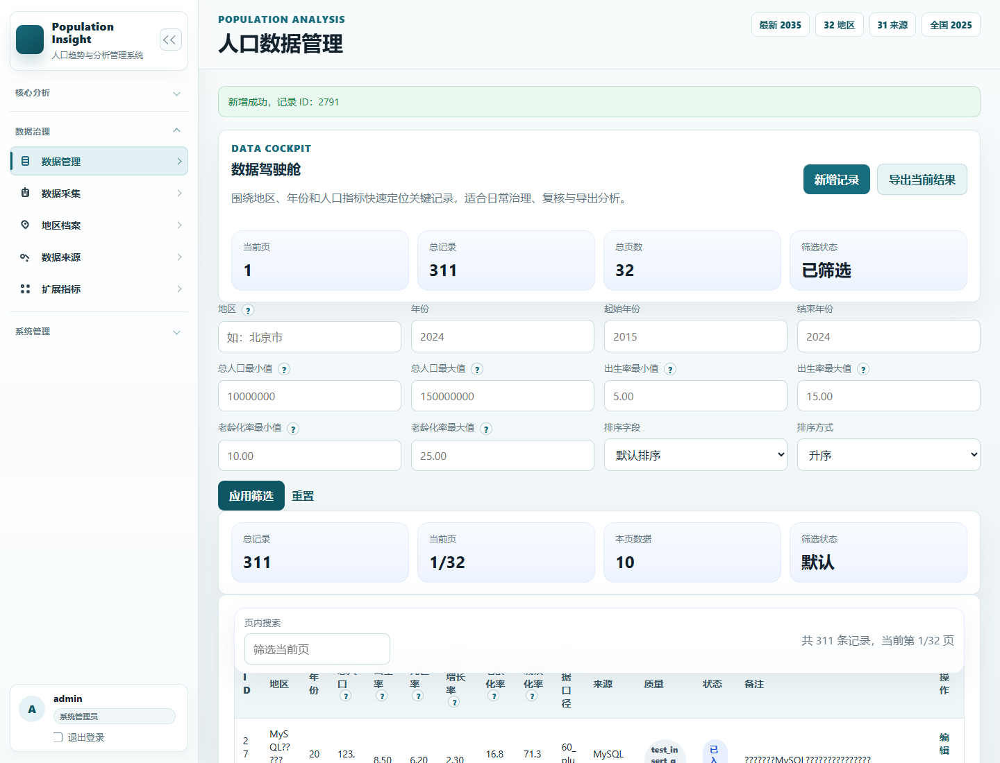 Population
Insight
人口趋势与分析管理系统
核心分析
数据治理
数据管理
数据采集
地区档案
数据来源
扩展指标
系统管理
A
admin
系统管理员
退出登录
POPULATION ANALYSIS
人口数据管理
最新 2035
32 地区
31 来源
全国 2025
新增成功，记录 ID：2791
DATA COCKPIT
数据驾驶舱
围绕地区、年份和人口指标快速定位关键记录，适合日常治理、复核与导出分析。
新增记录
导出当前结果
当前页
1
总记录
311
总页数
32
筛选状态
已筛选
地区 ?
如：北京市
年份
2024
起始年份
2015
结束年份
2024
总人口最小值 ?
10000000
总人口最大值 ?
150000000
出生率最小值 ?
5.00
出生率最大值 ?
15.00
老龄化率最小值 ?
10.00
老龄化率最大值 ?
25.00
排序字段
默认排序
排序方式
升序
应用筛选
重置
总记录
311
当前页
1/32
本页数据
10
筛选状态
默认
页内搜索
筛选当前页
共 311 条记录，当前第 1/32 页
I
D
地区
年
份
口
?
率
?
率
?
增长
率
?
化率
?
化率
?
据
口
径
来源
质量
状态
备注
操
作
2
7
MyS
QL??
???
20
123,
8.50
6.20
2.30
16.8
71.3
60_
plu
MySQL
test_in
sert_q
已
入
???????MySQL??????????????
编
辑